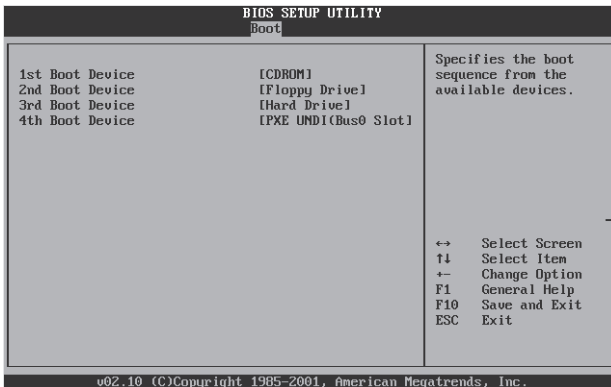 BIOS SETUP UTILITY
Boot
1st Boot Device [CDROM]
2nd Boot Device [Floppy Drive]
3rd Boot Device [Hard Drive]
4th Boot Device [PXE UNDI(Bus0 Slot]
Specifies the boot
sequence from the
available devices.
↔ Select Screen
↑↓ Select Item
+- Change Option
F1 General Help
F10 Save and Exit
ESC Exit
v02.10 (C)Copyright 1985-2001, American Megatrends, Inc.